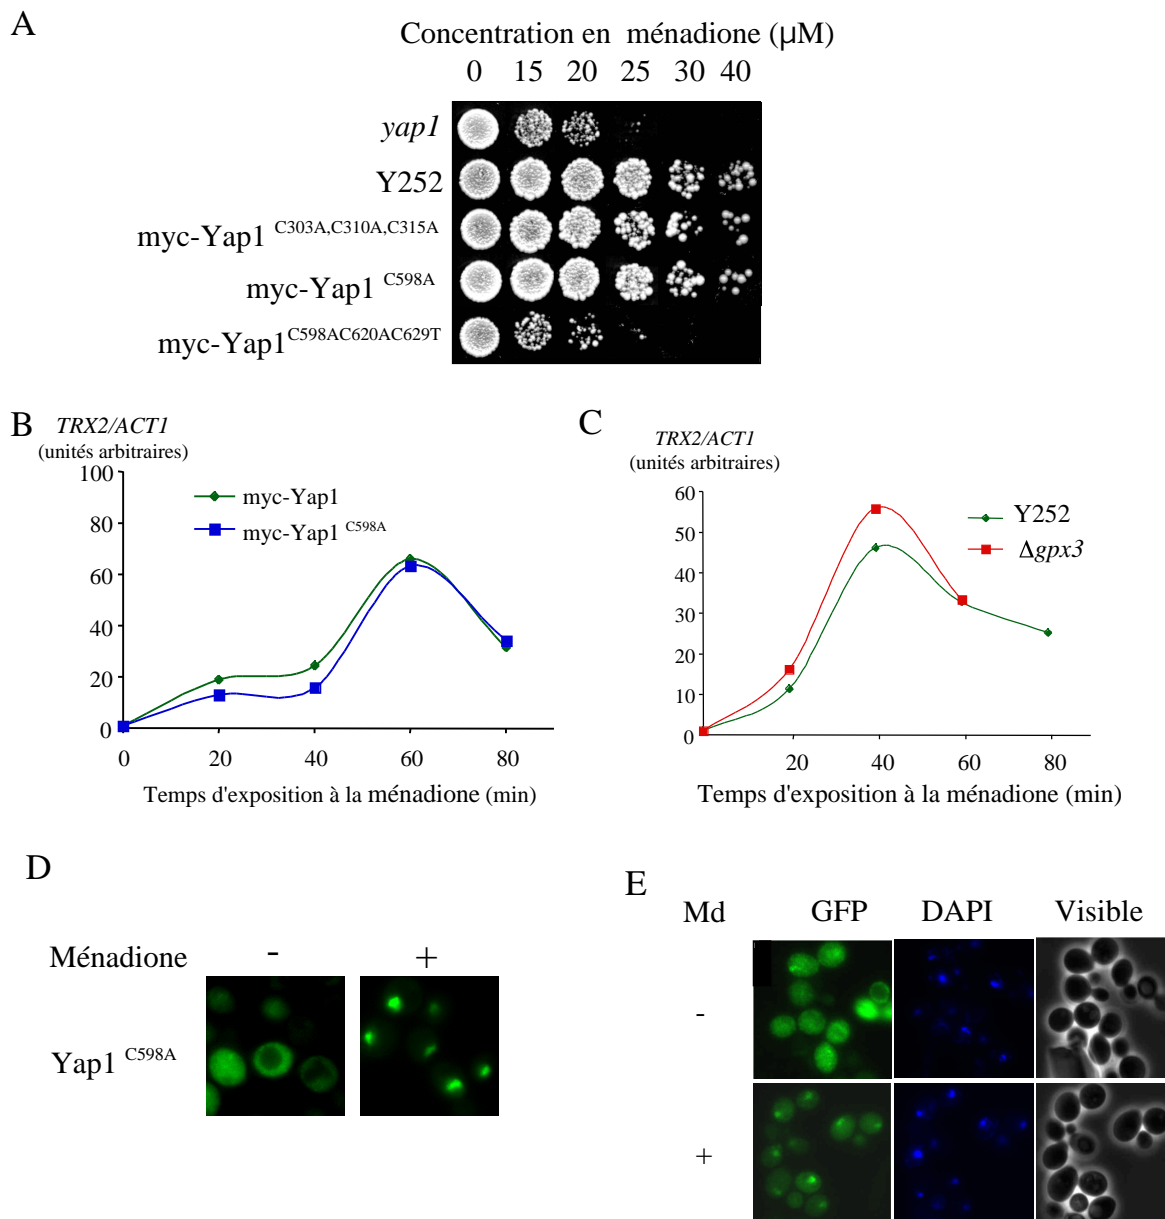 A
Concentration en ménadione (µM)
0 15 20 25 30 40
yap1
Y252
myc-Yap1 C303A,C310A,C315A
myc-Yap1 C598A
myc-Yap1C598AC620AC629T
B
TRX2/ACT1
(unités arbitraires)
100
80
60
40
20
0
myc-Yap1
myc-Yap1 C598A
0 20 40 60 80
Temps d'exposition à la ménadione (min)
C
TRX2/ACT1
(unités arbitraires)
60
50
40
30
20
10
0
Y252
Δgpx3
20 40 60 80
Temps d'exposition à la ménadione (min)
D
Ménadione - +
Yap1 C598A
E
Md GFP DAPI Visible
-
+